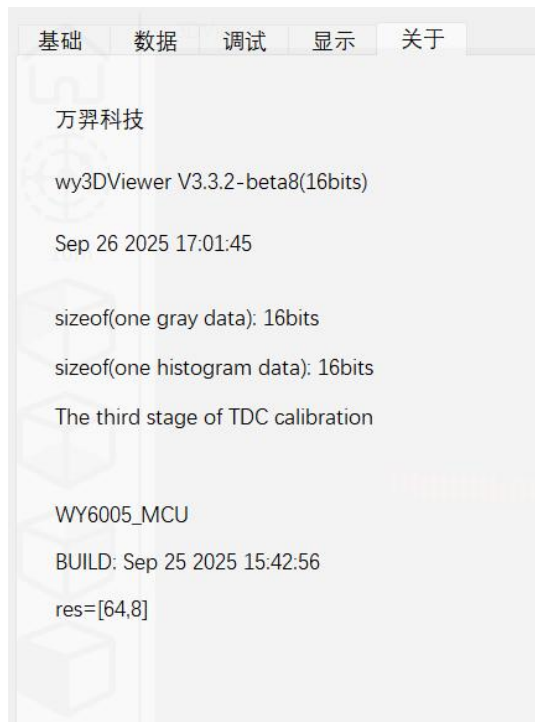 基础 数据 调试 显示 关于
万羿科技
wy3DViewer V3.3.2-beta8(16bits)
Sep 26 2025 17:01:45
sizeof(one gray data): 16bits
sizeof(one histogram data): 16bits
The third stage of TDC calibration
WY6005_MCU
BUILD: Sep 25 2025 15:42:56
res=[64,8]